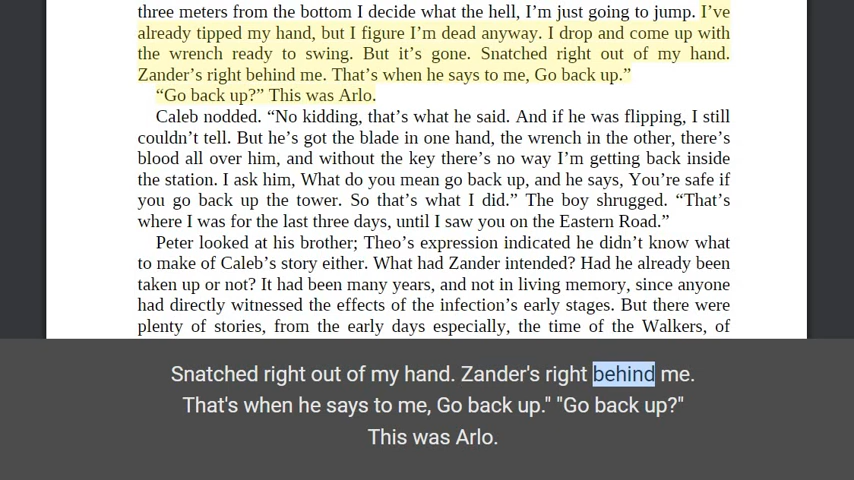 three meters from the bottom I decide what the hell, I’m just going to jump. I’ve
already tipped my hand, but I figure I’m dead anyway. I drop and come up with
the wrench ready to swing. But it’s gone. Snatched right out of my hand.
Zander’s right behind me. That’s when he says to me, Go back up.”
“Go back up?” This was Arlo.
Caleb nodded. “No kidding, that’s what he said. And if he was flipping, I still
couldn’t tell. But he’s got the blade in one hand, the wrench in the other, there’s
blood all over him, and without the key there’s no way I’m getting back inside
the station. I ask him, What do you mean go back up, and he says, You’re safe if
you go back up the tower. So that’s what I did.” The boy shrugged. “That’s
where I was for the last three days, until I saw you on the Eastern Road.”
Peter looked at his brother; Theo’s expression indicated he didn’t know what
to make of Caleb’s story either. What had Zander intended? Had he already been
taken up or not? It had been many years, and not in living memory, since anyone
had directly witnessed the effects of the infection’s early stages. But there were
plenty of stories, from the early days especially, the time of the Walkers, of
Snatched right out of my hand. Zander's right behind me.
That's when he says to me, Go back up." "Go back up?"
This was Arlo.